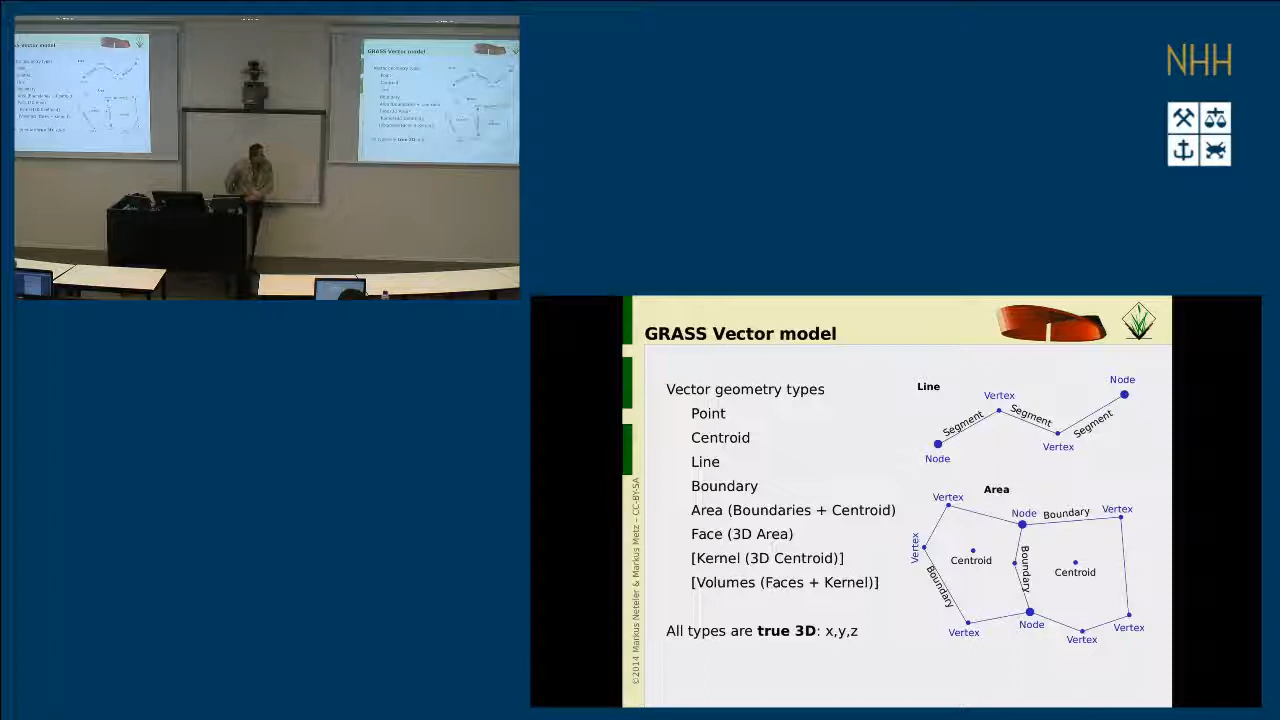 NHH
GRASS Vector model
GRASS Vector model
Vector geometry types
Point
Centroid
Line
Boundary
Area (Boundaries + Centroid)
Face (3D Area)
[Kernel (3D Centroid)]
[Volumes (Faces + Kernel)]
All types are true 3D: x,y,z
Line
Node
Vertex
Segment
Segment
Segment
Vertex
Node
Area
Vertex
Node
Boundary
Vertex
Vertex
Centroid
Boundary
Centroid
Boundary
Vertex
Node
Vertex
Vertex
©2014 Markus Neteler & Markus Metz – CC-BY-SA